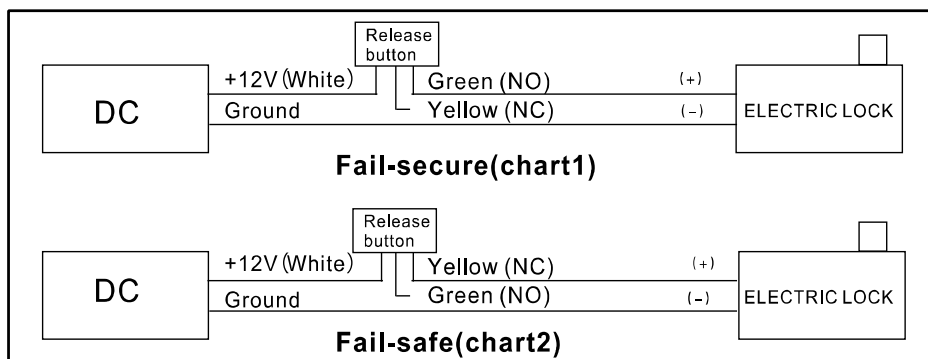 Release
button
+12V(White)
Green (NO)
(+)
DC
Ground
Yellow (NC)
(-)
ELECTRIC LOCK
Fail-secure(chart1)
Release
button
+12V(White)
Yellow (NC)
(+)
DC
Ground
Green (NO)
(-)
ELECTRIC LOCK
Fail-safe(chart2)